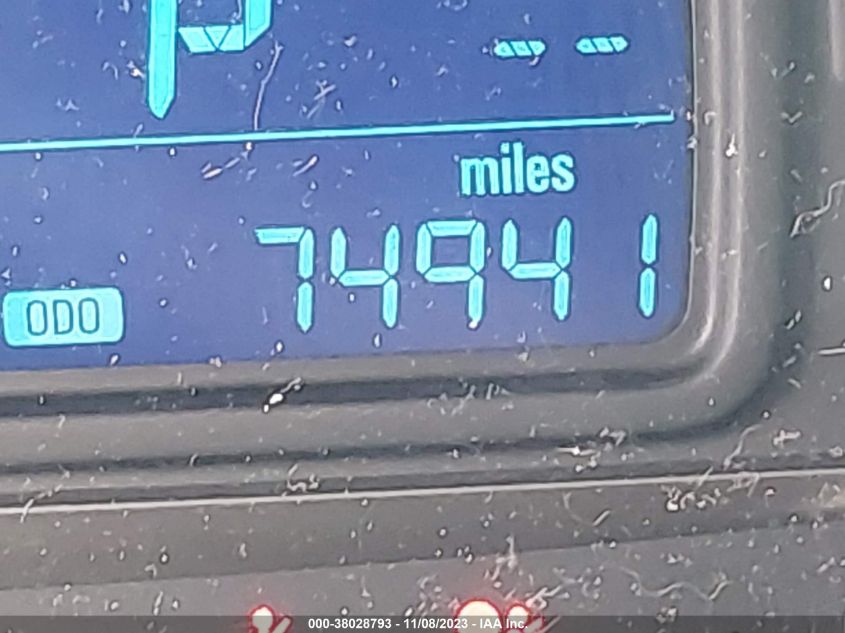 P -- --
miles
ODO 74941
000-38028793 - 11/08/2023 - IAA Inc.